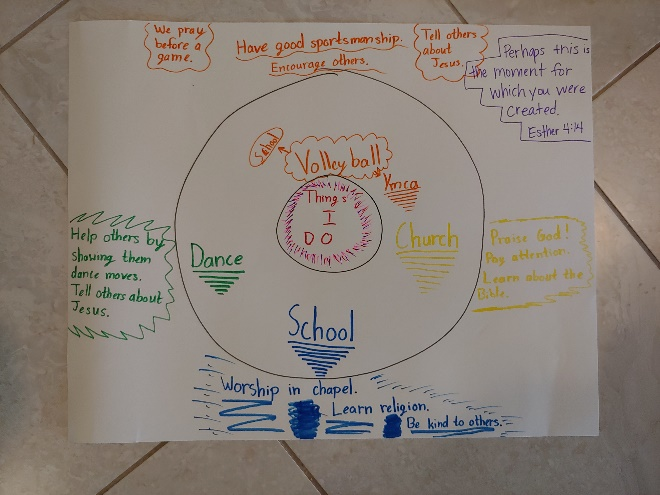 We pray
before a
game.
Have good sportsmanship.
Encourage others.
Tell others
about
Jesus.
Perhaps this is
the moment for
which you were
created.
Esther 4:14
School
Volleyball
Ymca
Things
I
DO
Dance
Church
School
Help others by
showing them
dance moves.
Tell others about
Jesus.
Praise God!
Pay attention.
Learn about the
Bible.
Worship in chapel.
Learn religion.
Be kind to others.